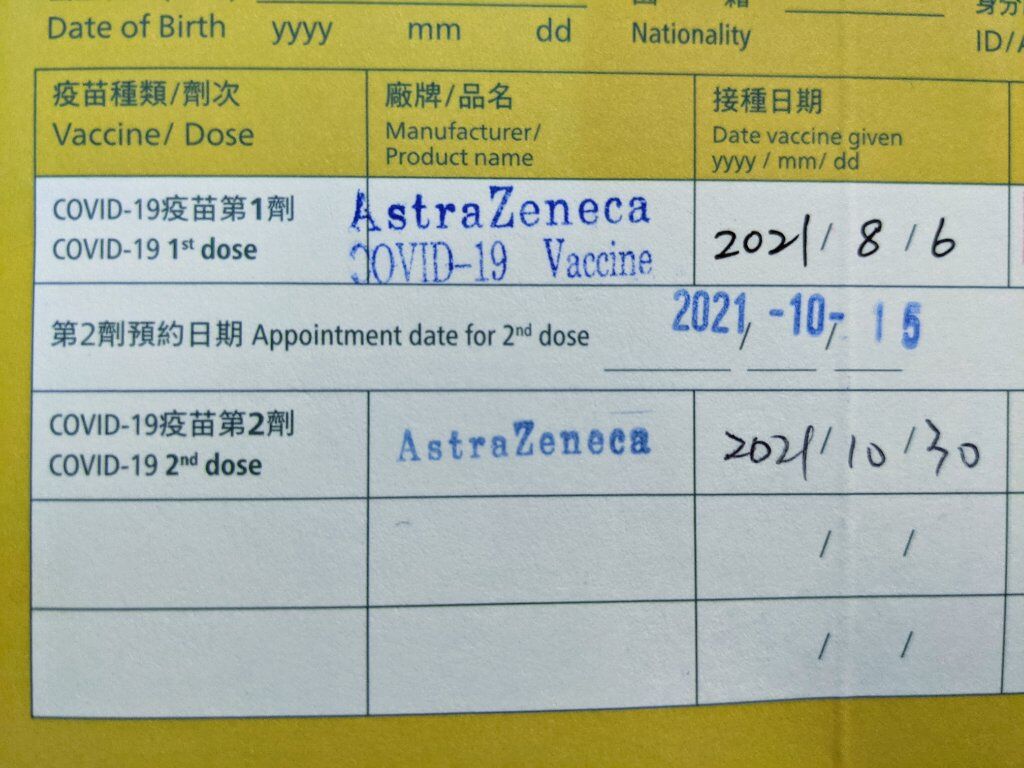 Date of Birth yyyy mm dd Nationality
ID/
疫苗種類/劑次 廠牌/品名 接種日期
Vaccine/ Dose Manufacturer/ Date vaccine given
Product name yyyy / mm/ dd
COVID-19疫苗第1劑 AstraZeneca
COVID-19 1st dose COVID-19 Vaccine 2021/ 8 / 6
第2劑預約日期 Appointment date for 2nd dose 2021/ -10-/ 15
COVID-19疫苗第2劑 AstraZeneca 2021/ 10 / 30
COVID-19 2nd dose
/ /
/ /